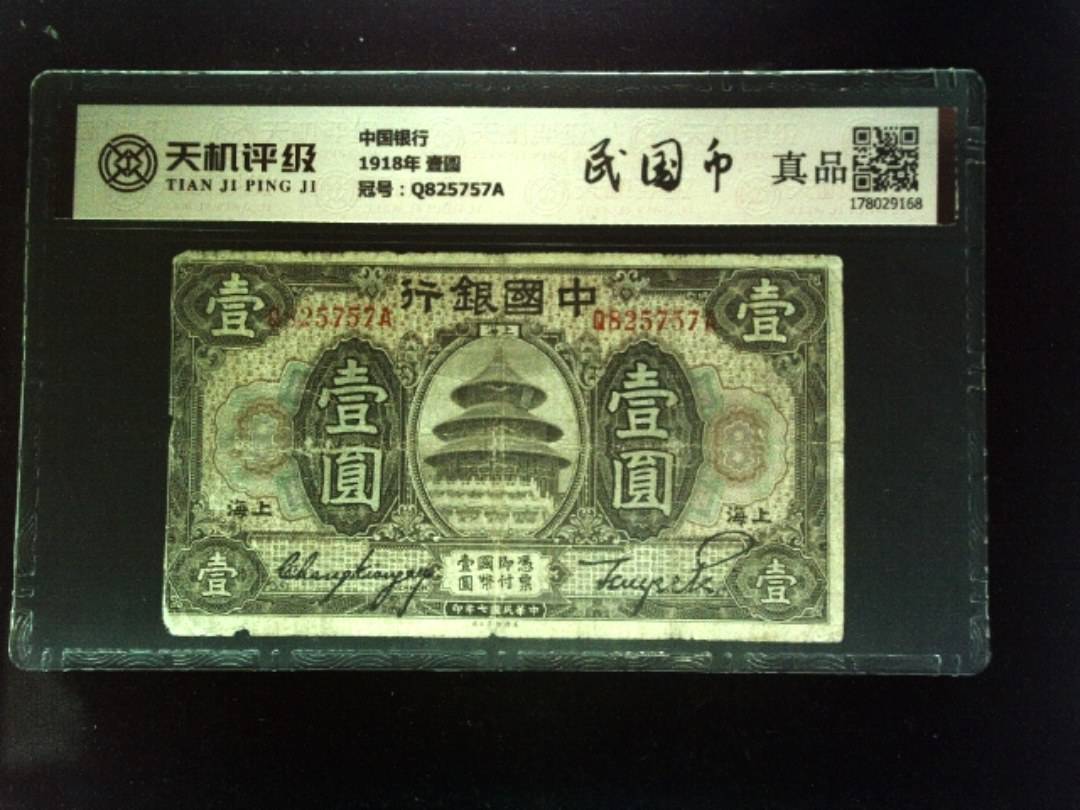 天机评级
TIAN JI PING JI
中国银行
1918年 壹圆
冠号：Q825757A
民国币
真品
178029168
壹
中國銀行
壹
Q825757A
Q825757A
上海
壹圓
壹圓
上海
上海
壹
憑票即付國幣壹圓
壹
中華民國七年印